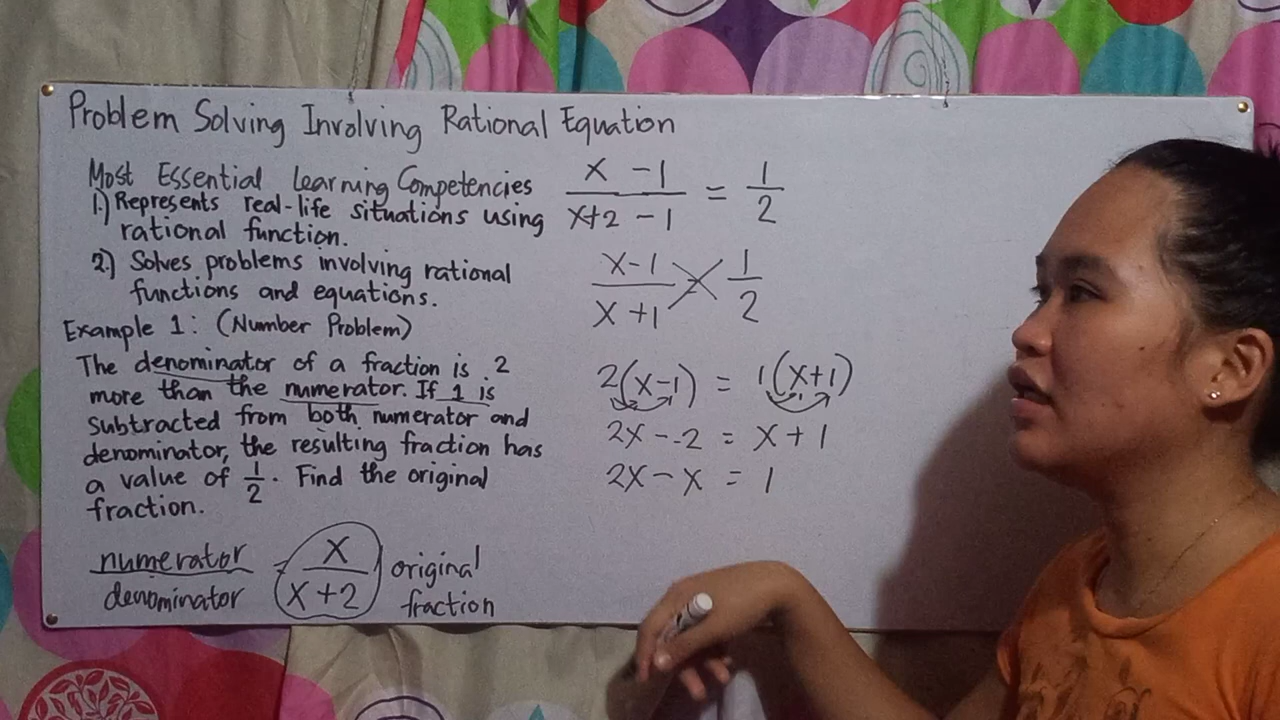 Problem Solving Involving Rational Equation
Most Essential Learning Competencies
1.) Represents real-life situations using
rational function.
2.) Solves problems involving rational
functions and equations.
Example 1: (Number Problem)
The denominator of a fraction is 2
more than the numerator. If 1 is
subtracted from both numerator and
denominator, the resulting fraction has
a value of 1/2. Find the original
fraction.
numerator/denominator = x/x+2 original
fraction
x -1/x+2 -1 = 1/2
x-1/x+1 = 1/2
2(x-1) = 1(x+1)
2x--2 = x+1
2x-x = 1